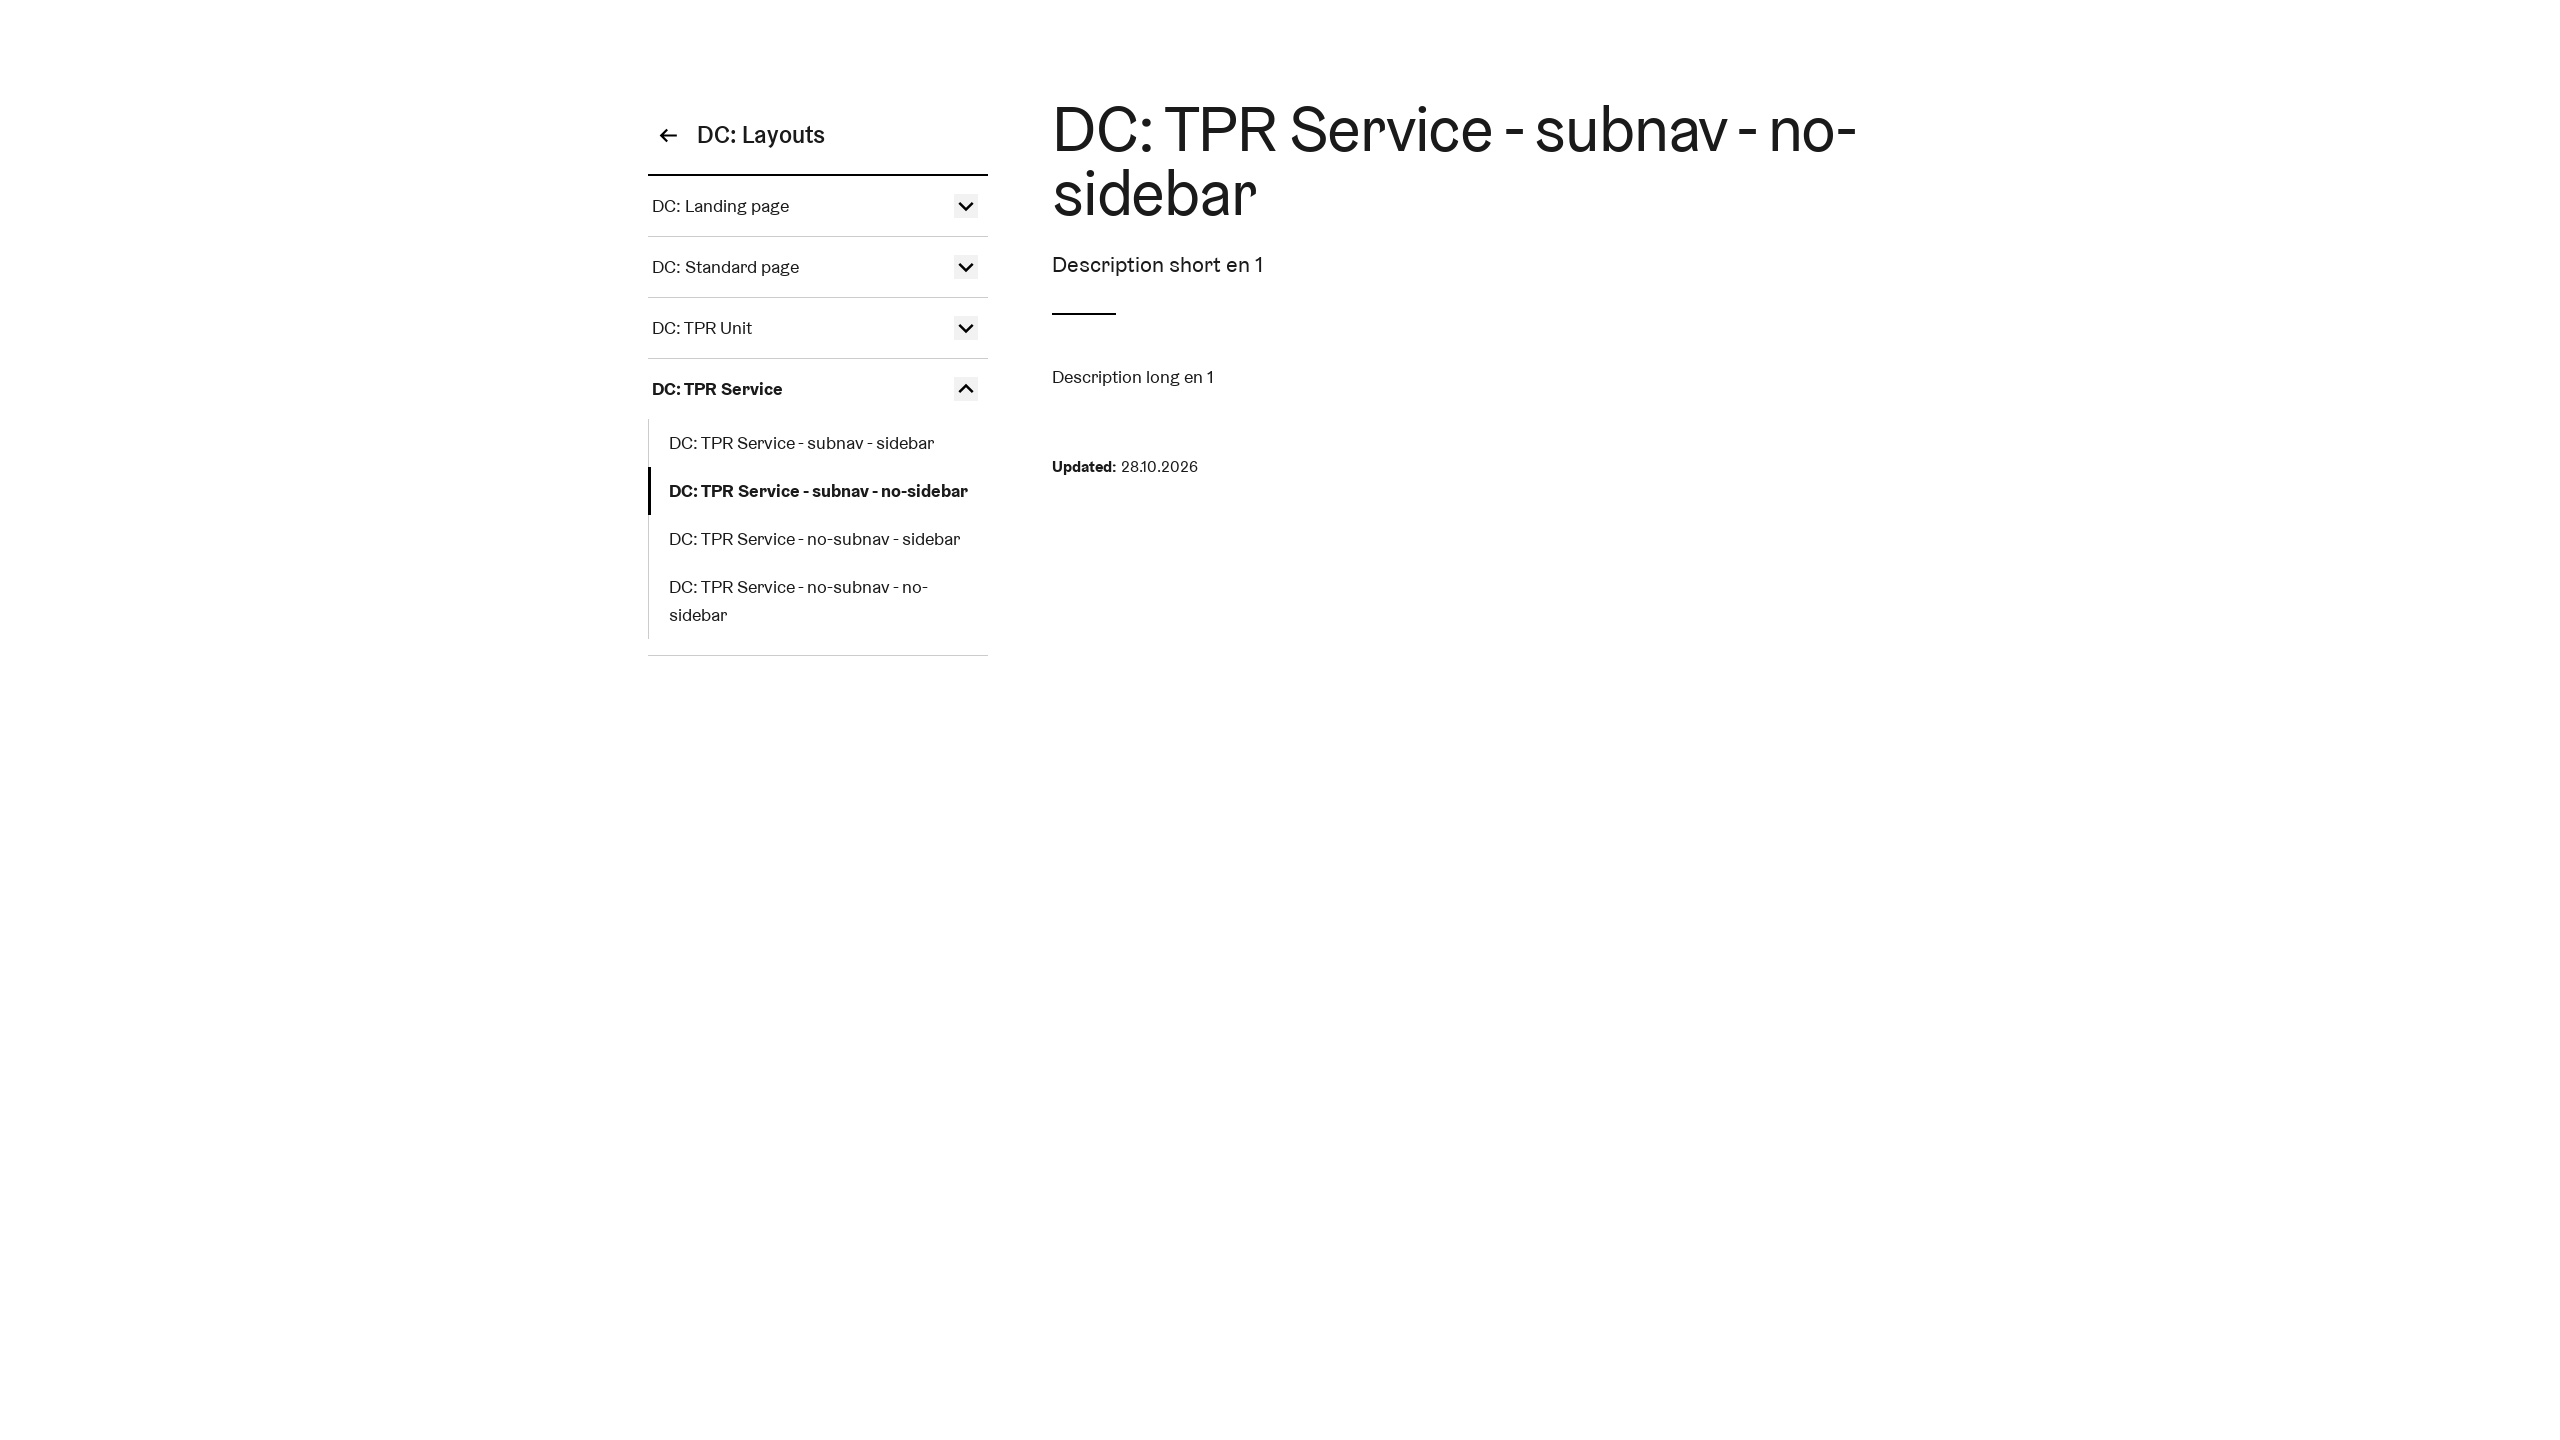 DC: Layouts
DC: Landing page
DC: Standard page
DC: TPR Unit
DC: TPR Service
DC: TPR Service - subnav - sidebar
DC: TPR Service - subnav - no-sidebar
DC: TPR Service - no-subnav - sidebar
DC: TPR Service - no-subnav - no-
sidebar
DC: TPR Service - subnav - no-
sidebar
Description short en 1
Description long en 1
Updated: 28.10.2026